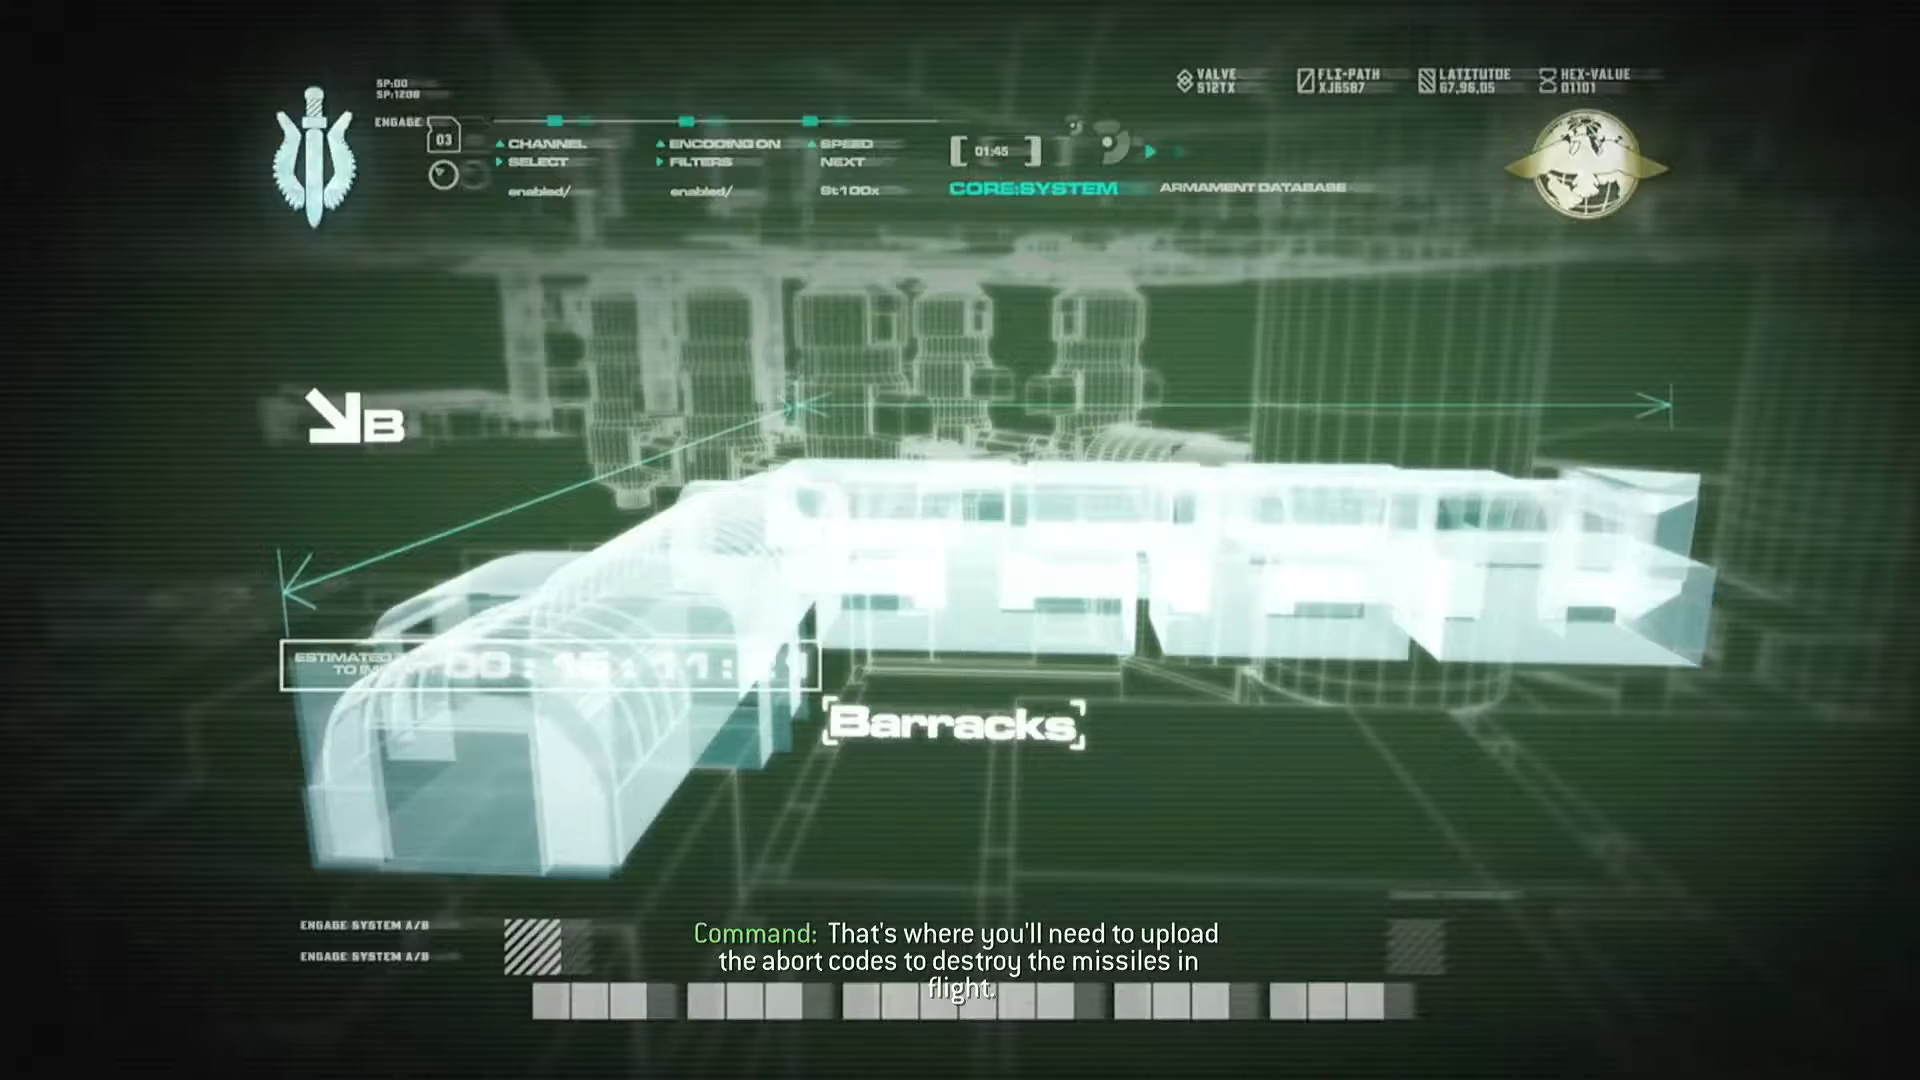 SP:00
SP:1208
ENGAGE
03
CHANNEL
SELECT
enabled/
ENCODING ON
FILTERS
enabled/
SPEED
NEXT
St100x
01:45
CORE:SYSTEM
ARMAMENT DATABASE
VALVE
512TX
FLI-PATH
XJ6587
LATITUTDE
67,96,05
HEX-VALUE
01101
B
ESTIMATED
TO
Barracks
ENGAGE SYSTEM A/B
ENGAGE SYSTEM A/B
Command: That's where you'll need to upload
the abort codes to destroy the missiles in
flight.